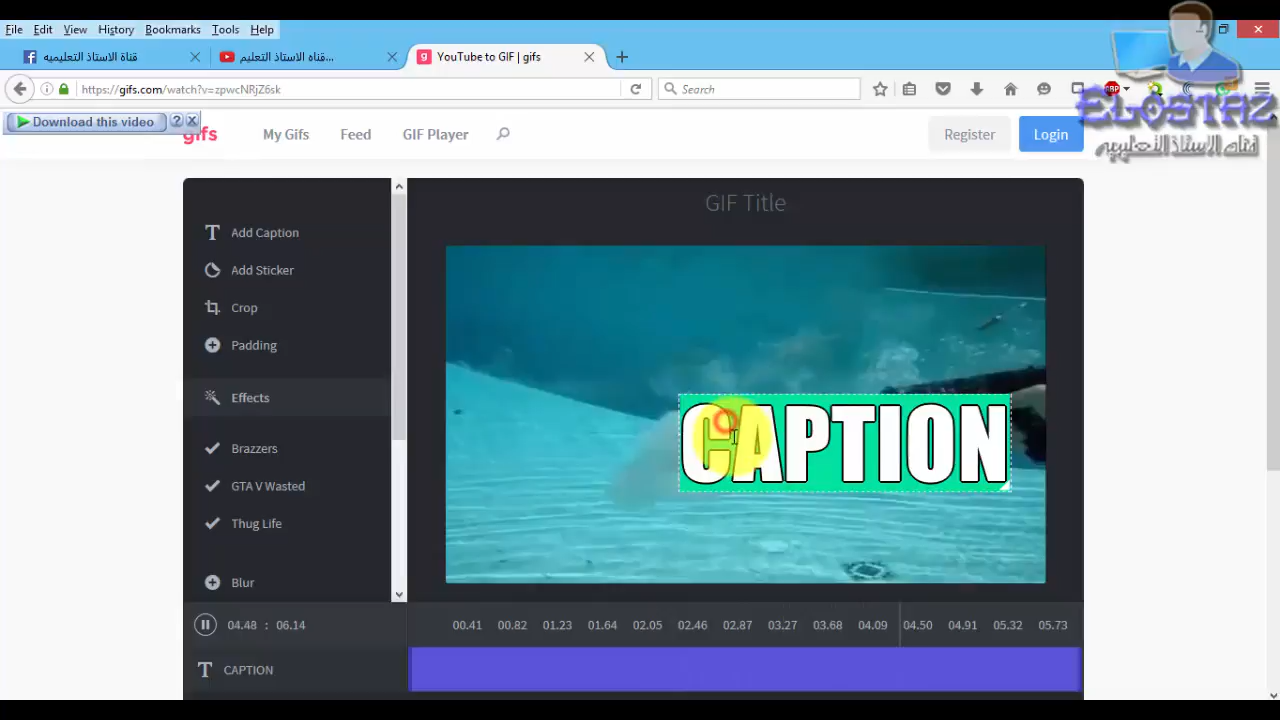 File Edit View History Bookmarks Tools Help
قناة الاستاذ التعليميه
قناه الاستاذ التعليم...
YouTube to GIF | gifs
https://gifs.com/watch?v=zpwcNRjZ6sk
Search
ABP
ELOSTAZ
قناه الاستاذ التعليميه
Download this video
gifs
My Gifs
Feed
GIF Player
Register
Login
GIF Title
Add Caption
Add Sticker
Crop
Padding
Effects
Brazzers
GTA V Wasted
Thug Life
Blur
CAPTION
04.48 : 06.14
00.41 00.82 01.23 01.64 02.05 02.46 02.87 03.27 03.68 04.09 04.50 04.91 05.32 05.73
CAPTION